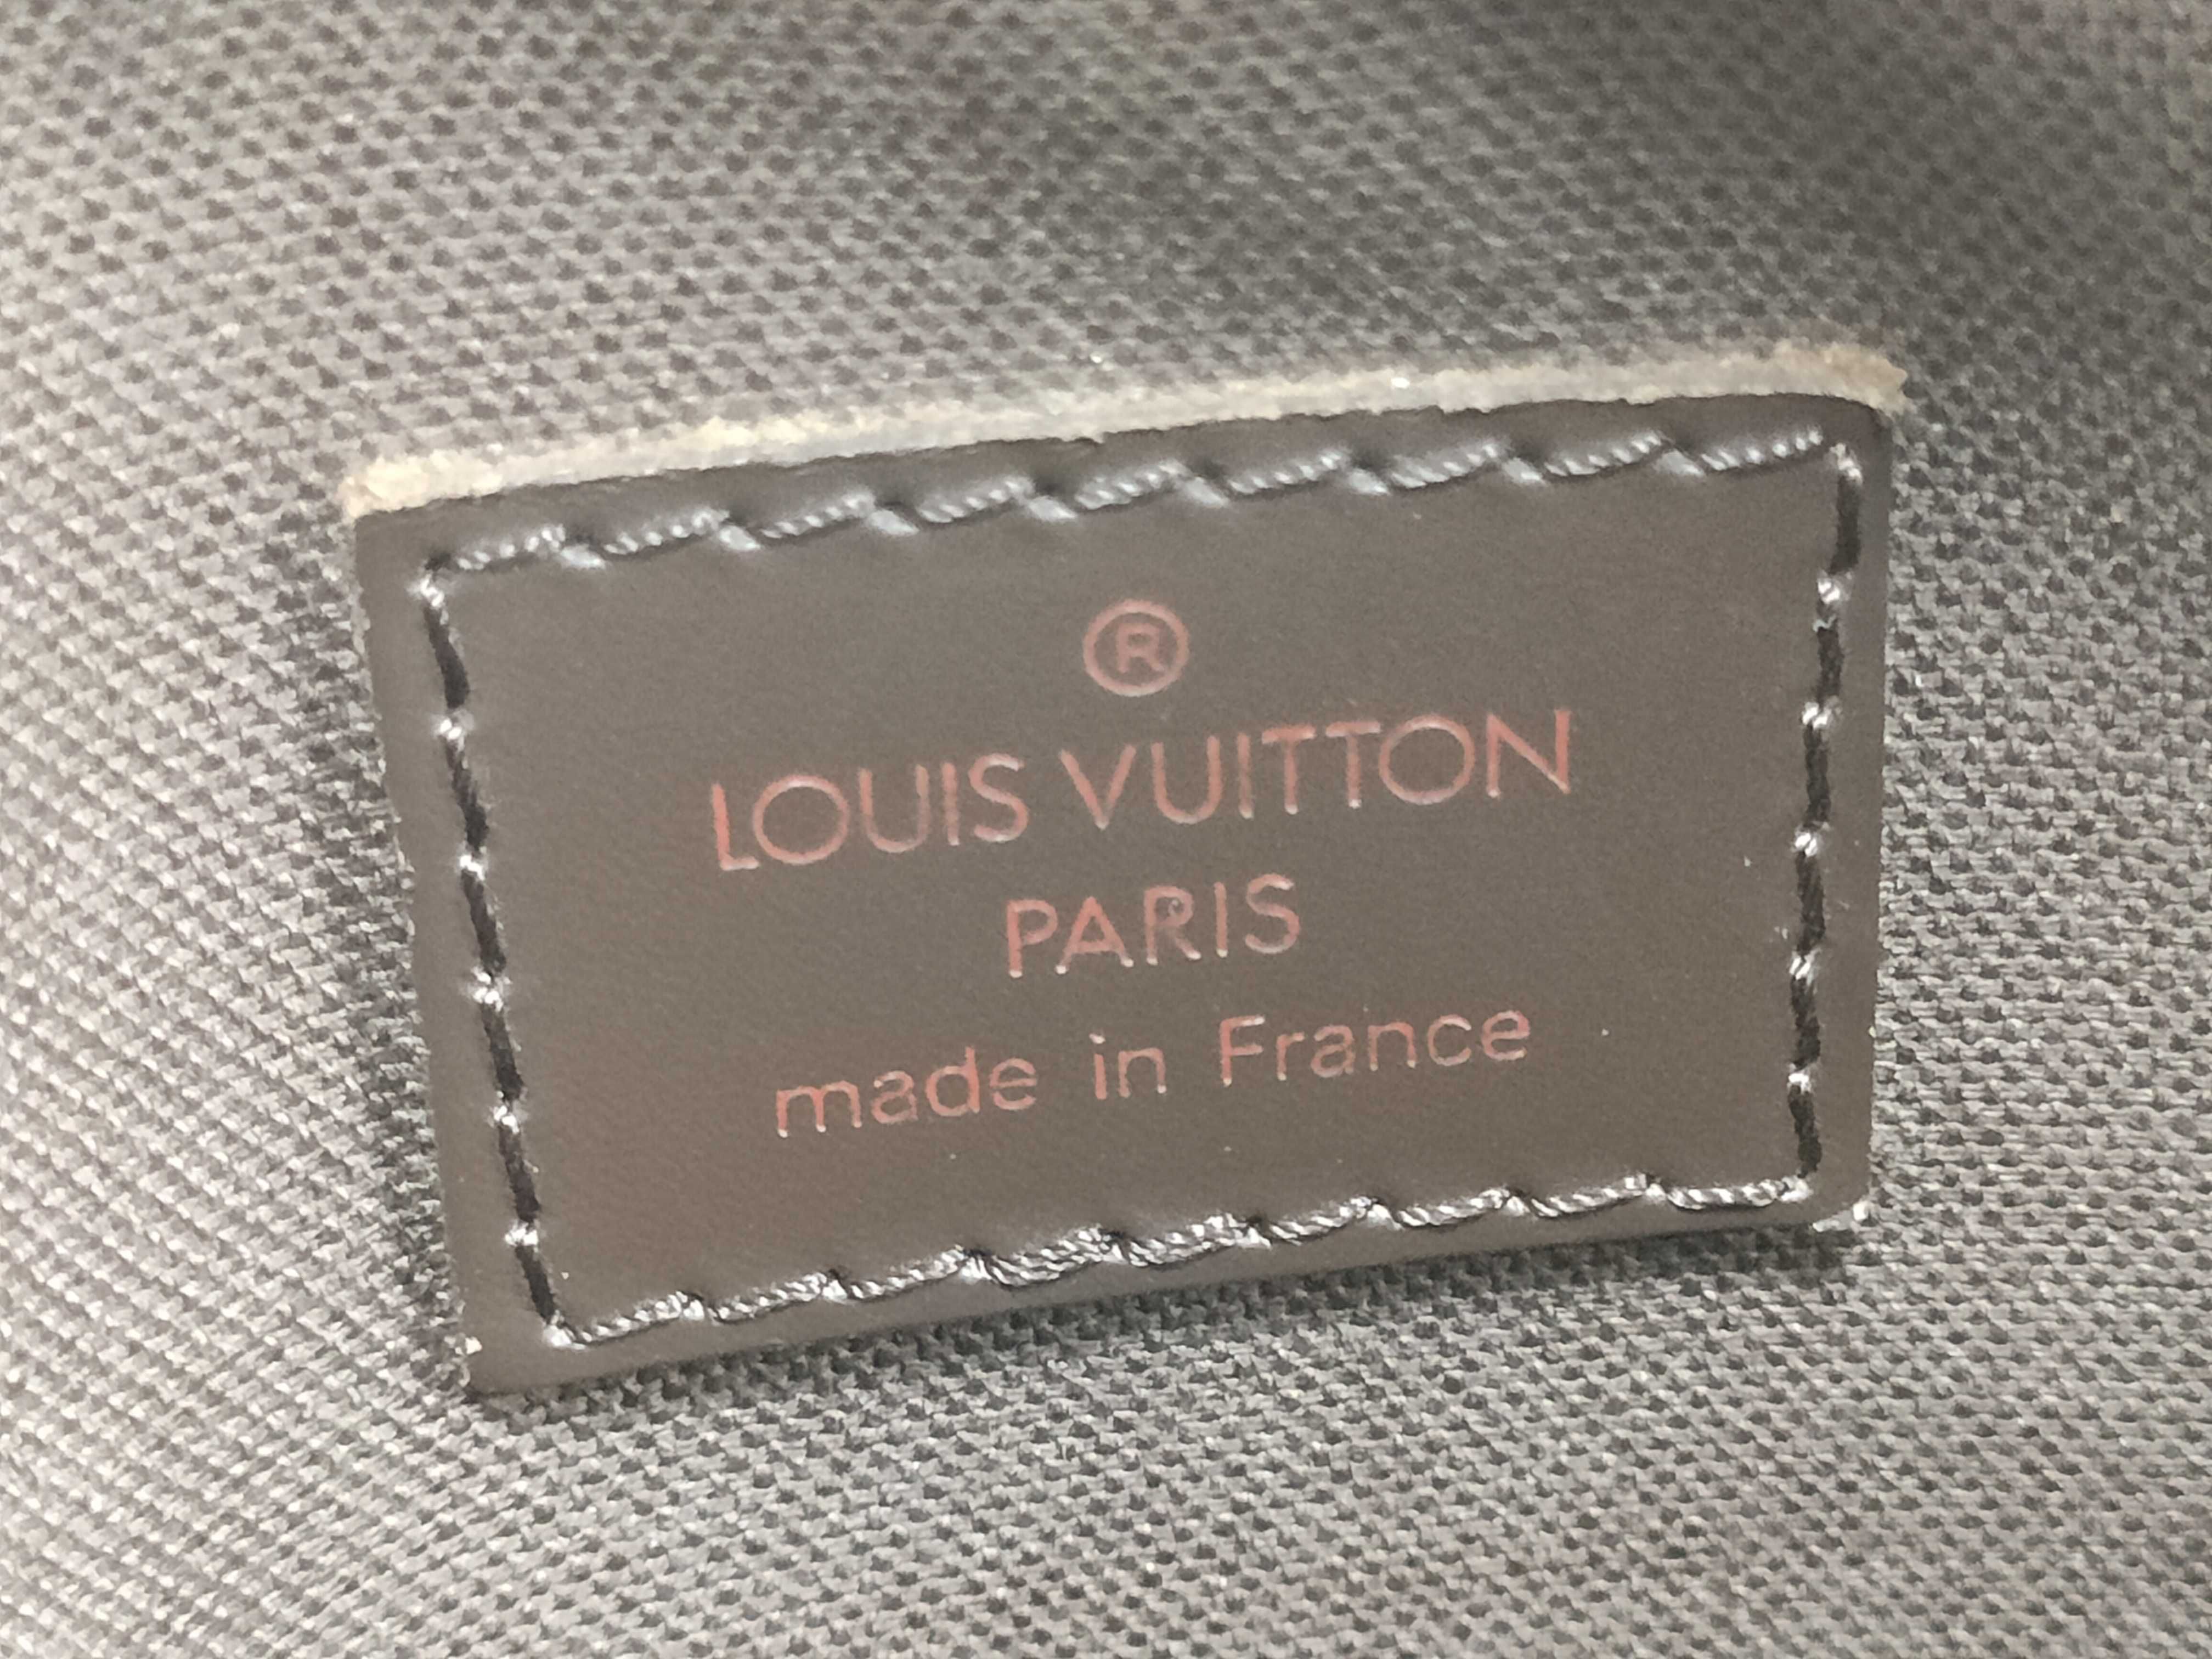 ®
LOUIS VUITTON
PARIS
made in France